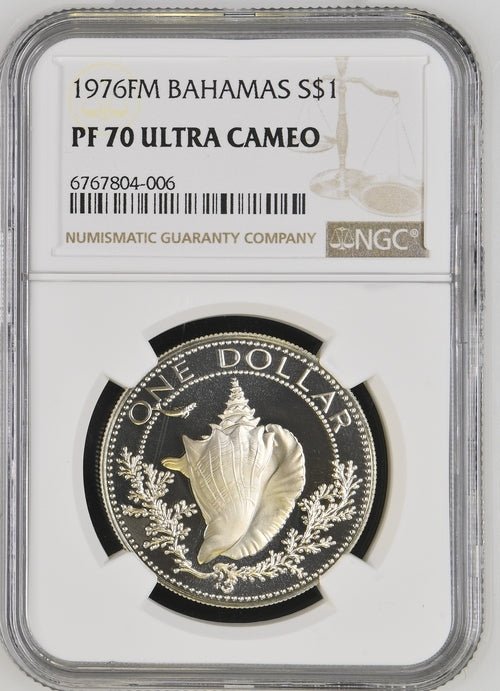 1976FM BAHAMAS S$1
PF 70 ULTRA CAMEO
6767804-006
NUMISMATIC GUARANTY COMPANY
NGC®
ONE DOLLAR